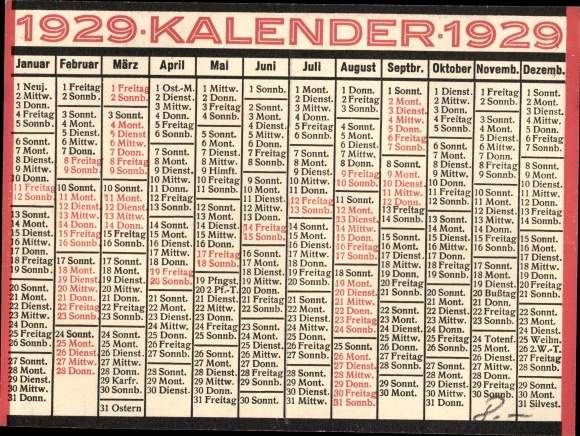 1929·KALENDER·1929
Januar
1 Neuj.
2 Mittw.
3 Donn.
4 Freitag
5 Sonnb.
6 Sonnt.
7 Mont.
8 Dienst.
9 Mittw.
10 Donn.
11 Freitag
12 Sonnb.
13 Sonnt.
14 Mont.
15 Dienst.
16 Mittw.
17 Donn.
18 Freitag
19 Sonnb.
20 Sonnt.
21 Mont.
22 Dienst.
23 Mittw.
24 Donn.
25 Freitag
26 Sonnb.
27 Sonnt.
28 Mont.
29 Dienst.
30 Mittw.
31 Donn.
Februar
1 Freitag
2 Sonnb.
3 Sonnt.
4 Mont.
5 Dienst.
6 Mittw.
7 Donn.
8 Freitag
9 Sonnb.
10 Sonnt.
11 Mont.
12 Dienst.
13 Mittw.
14 Donn.
15 Freitag
16 Sonnb.
17 Sonnt.
18 Mont.
19 Dienst.
20 Mittw.
21 Donn.
22 Freitag
23 Sonnb.
24 Sonnt.
25 Mont.
26 Dienst.
27 Mittw.
28 Donn.
März
1 Freitag
2 Sonnb.
3 Sonnt.
4 Mont.
5 Dienst
6 Mittw.
7 Donn.
8 Freitag
9 Sonnb.
10 Sonnt.
11 Mont.
12 Dienst.
13 Mittw.
14 Donn.
15 Freitag
16 Sonnb.
17 Sonnt.
18 Mont.
19 Dienst.
20 Mittw.
21 Donn.
22 Freitag
23 Sonnb.
24 Sonnt.
25 Mont.
26 Dienst.
27 Mittw.
28 Donn.
29 Karfr.
30 Sonnb.
31 Ostern
April
1 Ost.-M.
2 Dienst.
3 Mittw.
4 Donn.
5 Freitag
6 Sonnb.
7 Sonnt.
8 Mont.
9 Dienst.
10 Mittw.
11 Donn.
12 Freitag
13 Sonnb.
14 Sonnt.
15 Mont.
16 Dienst.
17 Mittw.
18 Donn.
19 Freitag
20 Sonnb.
21 Sonnt.
22 Mont.
23 Dienst.
24 Mittw.
25 Donn.
26 Freitag
27 Sonnb.
28 Sonnt.
29 Mont.
30 Dienst.
Mai
1 Mittw.
2 Donn.
3 Freitag
4 Sonnb.
5 Sonnt.
6 Mont.
7 Dienst.
8 Mittw.
9 Himft.
10 Freitag
11 Sonnb.
12 Sonnt.
13 Mont.
14 Dienst.
15 Mittw.
16 Donn.
17 Freitag
18 Sonnb.
19 Pfngst.
20 2 Pf.-T.
21 Dienst.
22 Mittw.
23 Donn.
24 Freitag
25 Sonnb.
26 Sonnt.
27 Mont.
28 Dienst.
29 Mittw.
30 Donn.
31 Freitag
Juni
1 Sonnb.
2 Sonnt.
3 Mont.
4 Dienst.
5 Mittw.
6 Donn.
7 Freitag
8 Sonnb.
9 Sonnt.
10 Mont.
11 Dienst.
12 Mittw.
13 Donn.
14 Freitag
15 Sonnb.
16 Sonnt.
17 Mont.
18 Dienst.
19 Mittw.
20 Donn.
21 Freitag
22 Sonnb.
23 Sonnt.
24 Mont.
25 Dienst.
26 Mittw.
27 Donn.
28 Freitag
29 Sonnb.
30 Sonnt.
Juli
1 Mont.
2 Dienst.
3 Mittw.
4 Donn.
5 Freitag
6 Sonnb.
7 Sonnt.
8 Mont.
9 Dienst.
10 Mittw.
11 Donn.
12 Freitag
13 Sonnb.
14 Sonnt.
15 Mont.
16 Dienst.
17 Mittw.
18 Donn.
19 Freitag
20 Sonnb.
21 Sonnt.
22 Mont.
23 Dienst.
24 Mittw.
25 Donn.
26 Freitag
27 Sonnb.
28 Sonnt.
29 Mont.
30 Dienst.
31 Mittw.
August
1 Donn.
2 Freitag
3 Sonnb.
4 Sonnt.
5 Mont.
6 Dienst.
7 Mittw.
8 Donn.
9 Freitag
10 Sonnb.
11 Sonnt.
12 Mont.
13 Dienst.
14 Mittw.
15 Donn.
16 Freitag
17 Sonnb.
18 Sonnt.
19 Mont.
20 Dienst.
21 Mittw.
22 Donn.
23 Freitag
24 Sonnb.
25 Sonnt.
26 Mont.
27 Dienst.
28 Mittw.
29 Donn.
30 Freitag
31 Sonnb.
Septbr.
1 Sonnt.
2 Mont.
3 Dienst.
4 Mittw.
5 Donn.
6 Freitag
7 Sonnb.
8 Sonnt.
9 Mont.
10 Dienst.
11 Mittw.
12 Donn.
13 Freitag
14 Sonnb.
15 Sonnt.
16 Mont.
17 Dienst.
18 Mittw.
19 Donn.
20 Freitag
21 Sonnb.
22 Sonnt.
23 Mont.
24 Dienst.
25 Mittw.
26 Donn.
27 Freitag
28 Sonnb.
29 Sonnt.
30 Mont.
Oktober
1 Dienst.
2 Mittw.
3 Donn.
4 Freitag
5 Sonnb.
6 Sonnt.
7 Mont.
8 Dienst.
9 Mittw.
10 Donn.
11 Freitag
12 Sonnb.
13 Sonnt.
14 Mont.
15 Dienst.
16 Mittw.
17 Donn.
18 Freitag
19 Sonnb.
20 Sonnt.
21 Mont.
22 Dienst.
23 Mittw.
24 Donn.
25 Freitag
26 Sonnb.
27 Sonnt.
28 Mont.
29 Dienst.
30 Mittw.
31 Donn.
Novemb.
1 Freitag
2 Sonnb.
3 Sonnt.
4 Mont.
5 Dienst.
6 Mittw.
7 Donn.
8 Freitag
9 Sonnb.
10 Sonnt.
11 Mont.
12 Dienst.
13 Mittw.
14 Donn.
15 Freitag
16 Sonnb.
17 Sonnt.
18 Mont.
19 Dienst.
20 Bußtag
21 Donn.
22 Freitag
23 Sonnb.
24 Totenf.
25 Mont.
26 Dienst.
27 Mittw.
28 Donn.
29 Freitag
30 Sonnb.
Dezemb.
1 Sonnt.
2 Mont.
3 Dienst.
4 Mittw.
5 Donn.
6 Freitag
7 Sonnb.
8 Sonnt.
9 Mont.
10 Dienst.
11 Mittw.
12 Donn.
13 Freitag
14 Sonnb.
15 Sonnt.
16 Mont.
17 Dienst.
18 Mittw.
19 Donn.
20 Freitag
21 Sonnb.
22 Sonnt.
23 Mont.
24 Dienst.
25 Weihn.
26 2.W.-T.
27 Freitag
28 Sonnb.
29 Sonnt.
30 Mont.
31 Silvest.